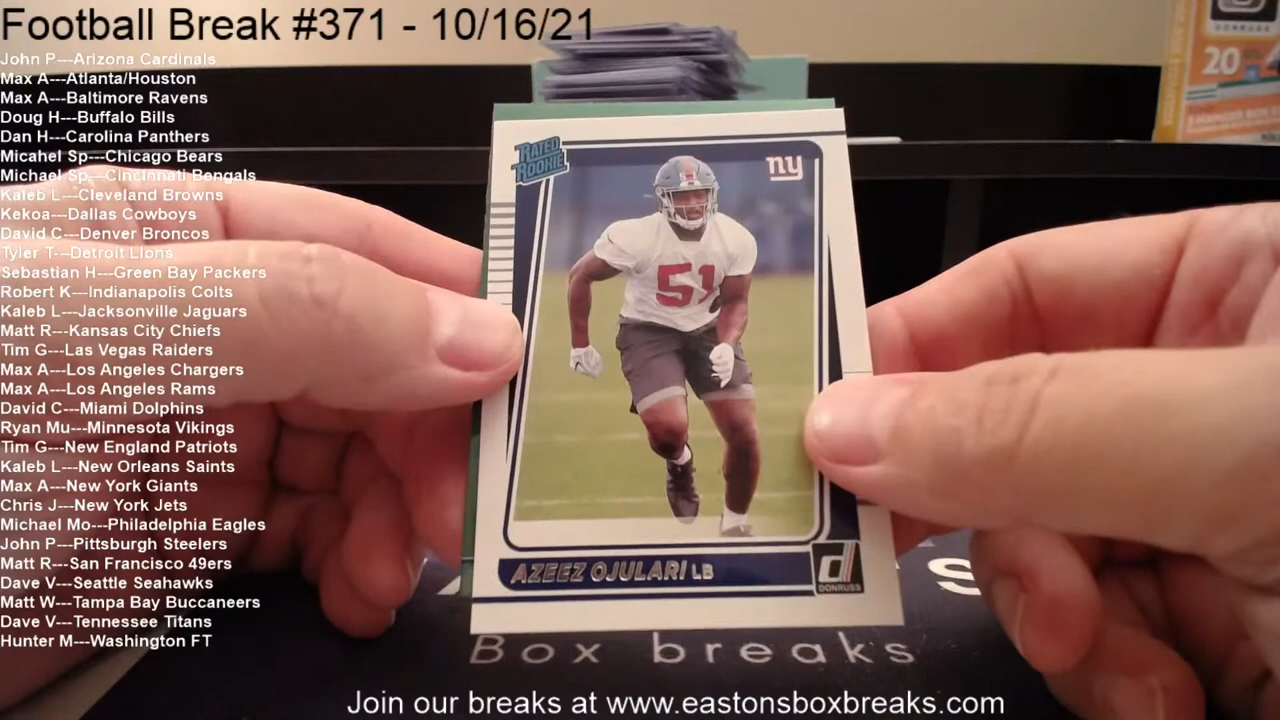 Football Break #371 - 10/16/21
John P---Arizona Cardinals
Max A---Atlanta/Houston
Max A---Baltimore Ravens
Doug H---Buffalo Bills
Dan H---Carolina Panthers
Micahel Sp---Chicago Bears
Michael Sp---Cincinnati Bengals
Kaleb L---Cleveland Browns
Kekoa---Dallas Cowboys
David C---Denver Broncos
Tyler T---Detroit Lions
Sebastian H---Green Bay Packers
Robert K---Indianapolis Colts
Kaleb L---Jacksonville Jaguars
Matt R---Kansas City Chiefs
Tim G---Las Vegas Raiders
Max A---Los Angeles Chargers
Max A---Los Angeles Rams
David C---Miami Dolphins
Ryan Mu---Minnesota Vikings
Tim G---New England Patriots
Kaleb L---New Orleans Saints
Max A---New York Giants
Chris J---New York Jets
Michael Mo---Philadelphia Eagles
John P---Pittsburgh Steelers
Matt R---San Francisco 49ers
Dave V---Seattle Seahawks
Matt W---Tampa Bay Buccaneers
Dave V---Tennessee Titans
Hunter M---Washington FT
DONRUSS
20
RATED
ROOKIE
ny
51
AZEEZ OJULARI LB
DONRUSS
Box breaks
Join our breaks at www.eastonsboxbreaks.com